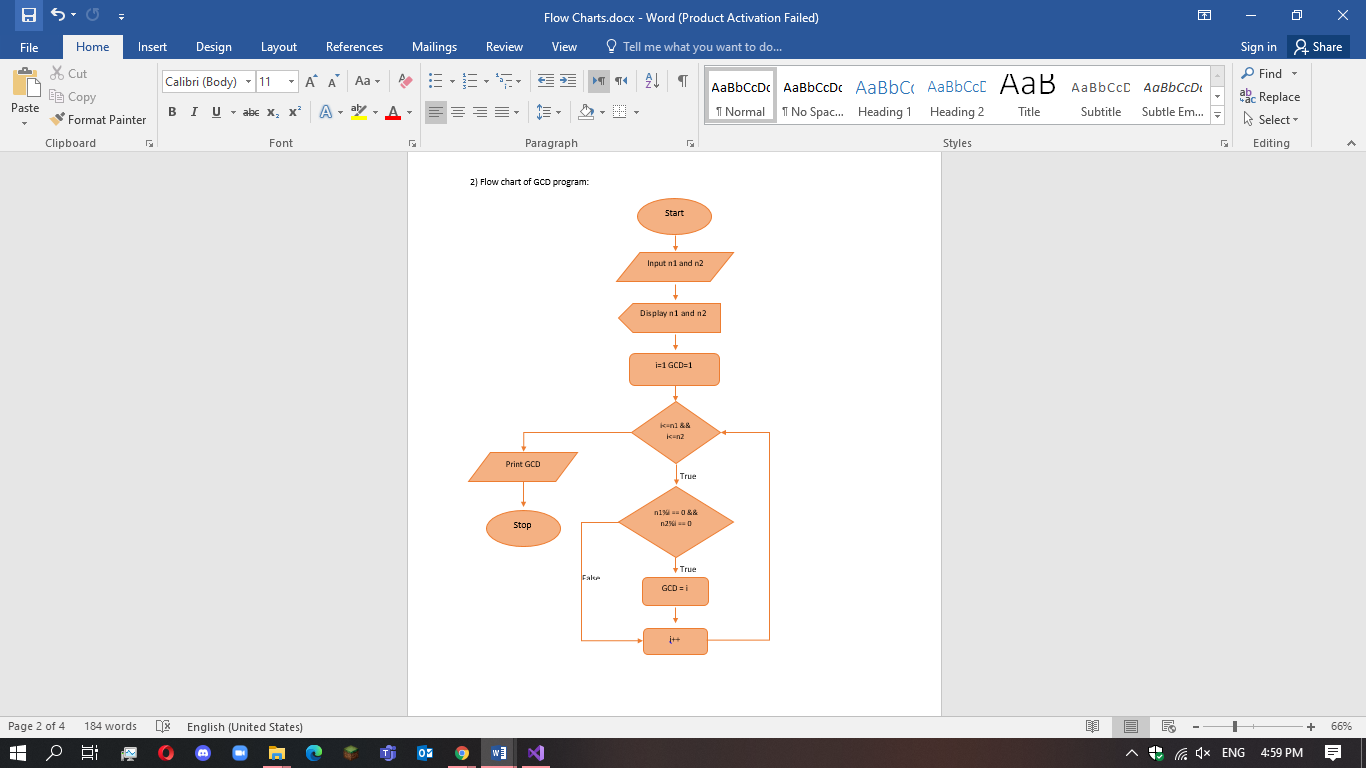 Flow Charts.docx - Word (Product Activation Failed)
File Home Insert Design Layout References Mailings Review View Tell me what you want to do... Sign in Share
Cut
Copy
Paste
Format Painter
Clipboard
Calibri (Body) 11 A A Aa A
B I U abc x₂ x² A ab A
Font
Paragraph
AaBbCcDc AaBbCcDc AaBbCc AaBbCcD AaB AaBbCcD AaBbCcDc
¶ Normal ¶ No Spac... Heading 1 Heading 2 Title Subtitle Subtle Em...
Styles
Find
Replace
Select
Editing
2) Flow chart of GCD program:
Start
Input n1 and n2
Display n1 and n2
i=1 GCD=1
i<=n1 &&
i<=n2
Print GCD
True
n1%i == 0 &&
n2%i == 0
Stop
True
False
GCD = i
i++
Page 2 of 4 184 words English (United States) 66%
ENG 4:59 PM